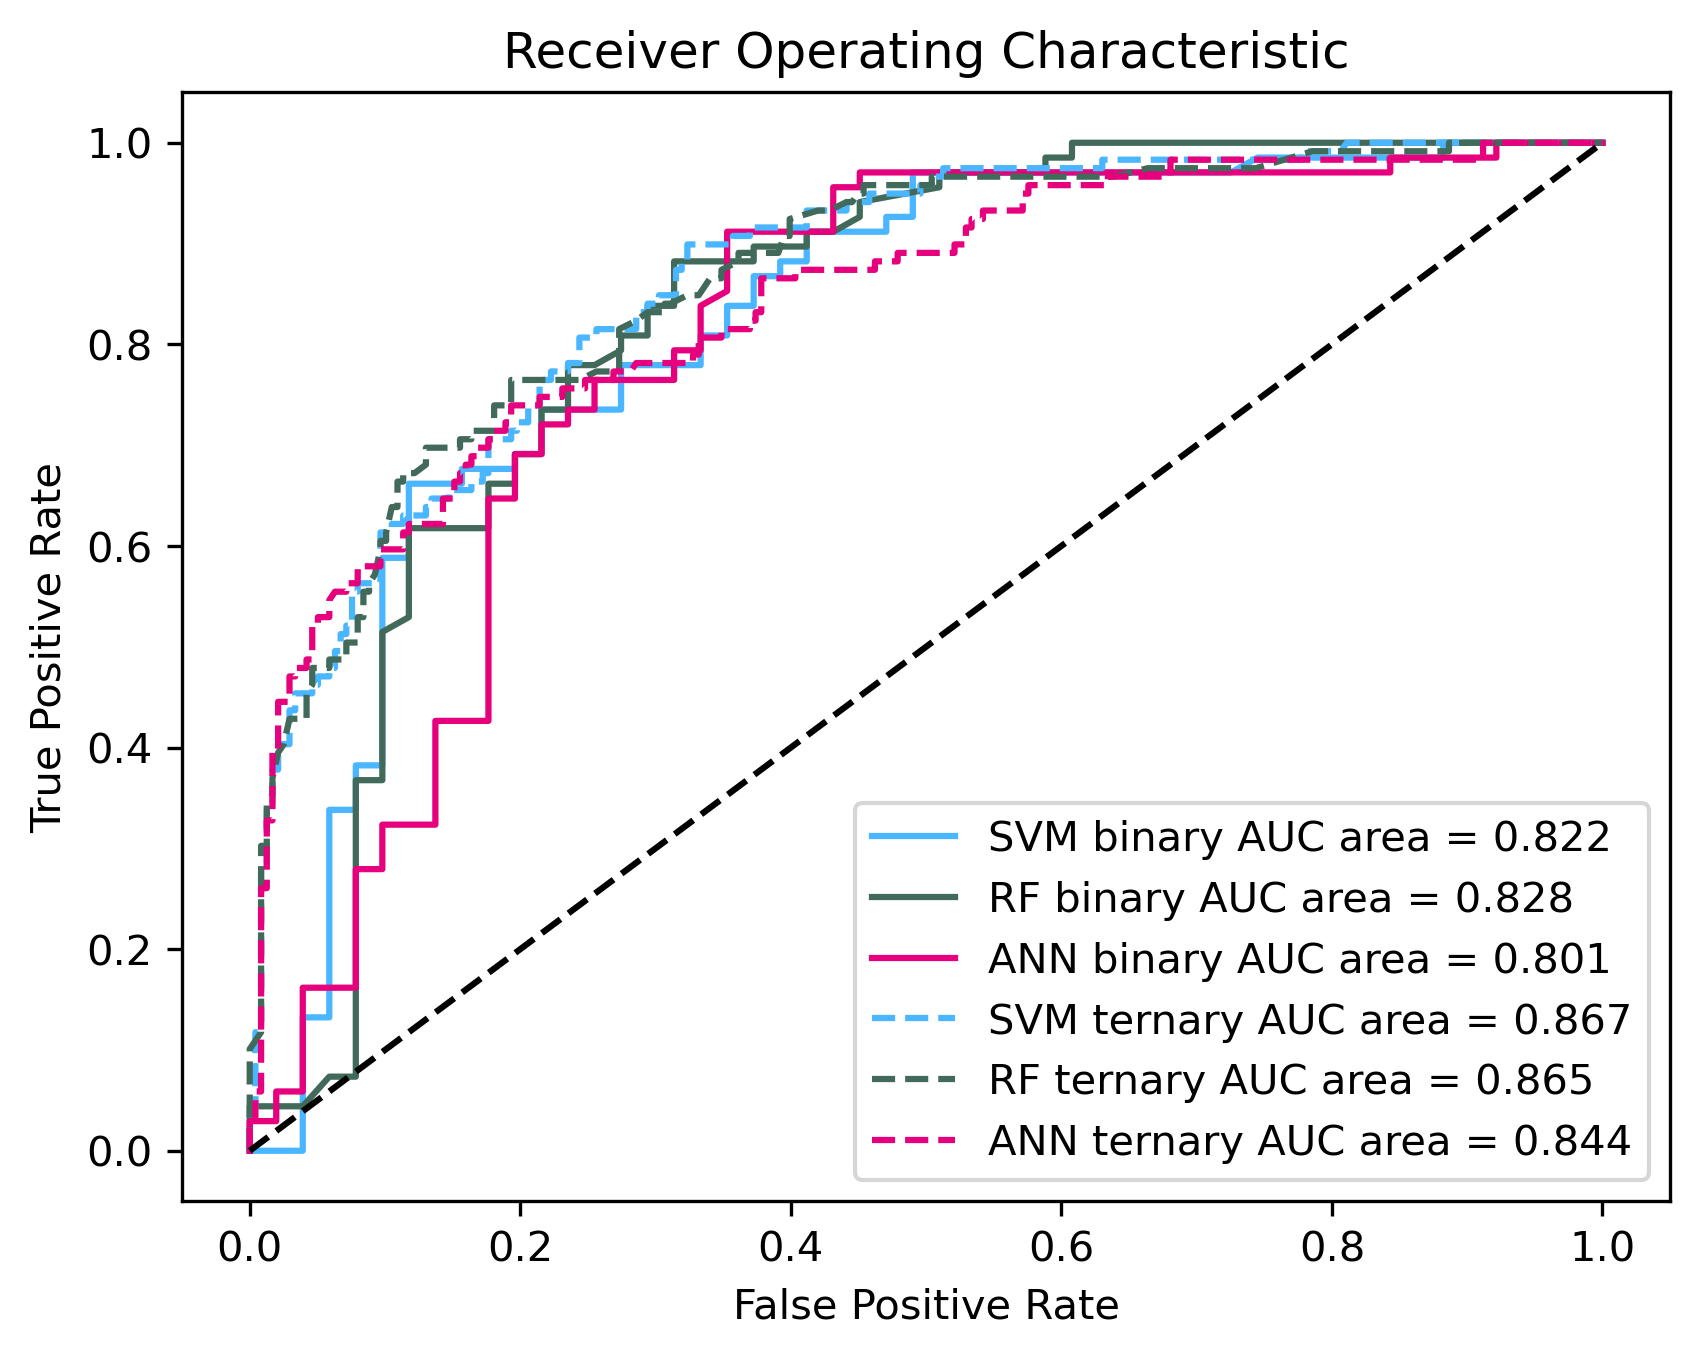 Receiver Operating Characteristic
1.0
0.8
0.6
0.4
0.2
0.0
True Positive Rate
SVM binary AUC area = 0.822
RF binary AUC area = 0.828
ANN binary AUC area = 0.801
SVM ternary AUC area = 0.867
RF ternary AUC area = 0.865
ANN ternary AUC area = 0.844
0.0 0.2 0.4 0.6 0.8 1.0
False Positive Rate